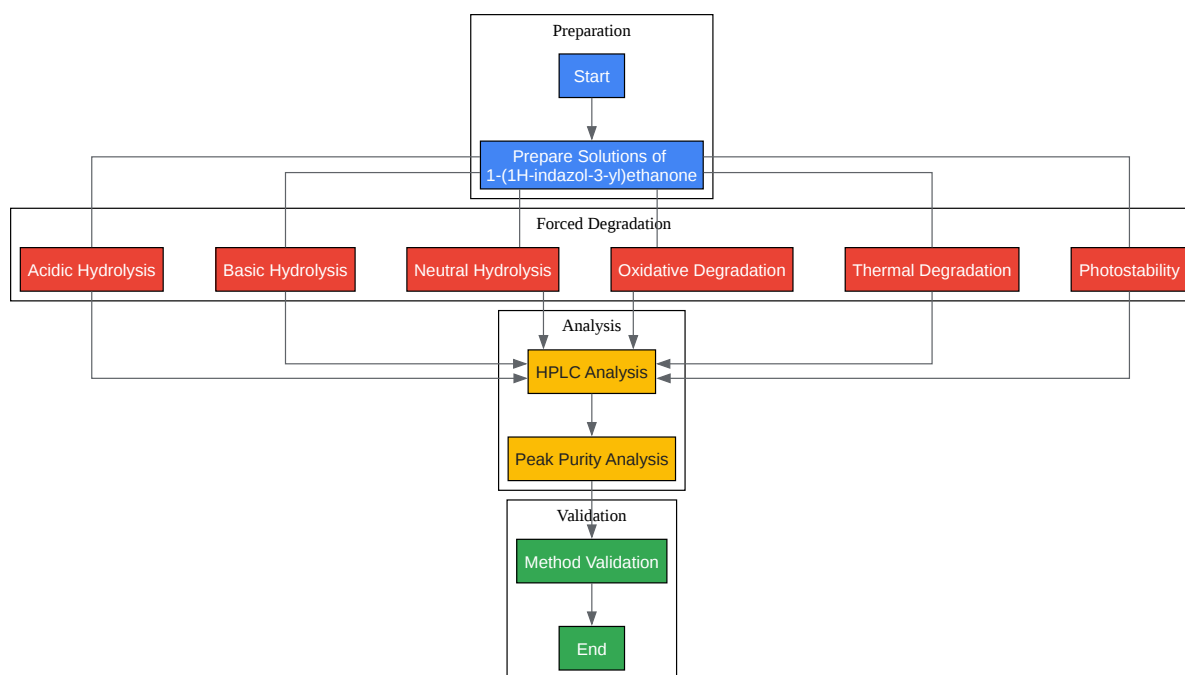 Preparation
Start
Prepare Solutions of
1-(1H-indazol-3-yl)ethanone
Forced Degradation
Acidic Hydrolysis
Basic Hydrolysis
Neutral Hydrolysis
Oxidative Degradation
Thermal Degradation
Photostability
Analysis
HPLC Analysis
Peak Purity Analysis
Validation
Method Validation
End